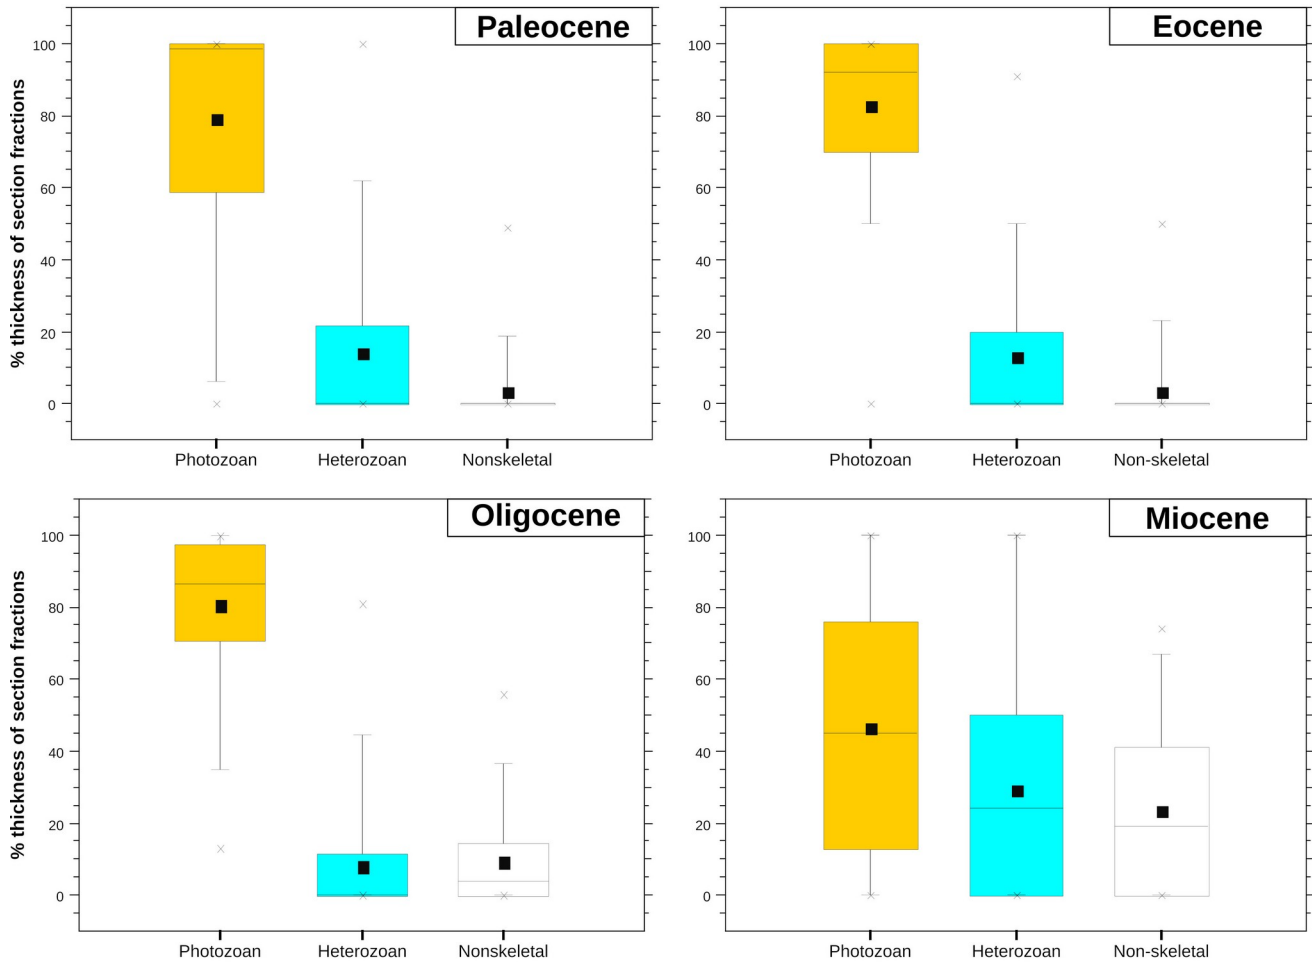 Paleocene
% thickness of section fractions
100
80
60
40
20
0
Photozoan Heterozoan Nonskeletal
Eocene
100
80
60
40
20
0
Photozoan Heterozoan Non-skeletal
Oligocene
% thickness of section fractions
100
80
60
40
20
0
Photozoan Heterozoan Nonskeletal
Miocene
100
80
60
40
20
0
Photozoan Heterozoan Non-skeletal